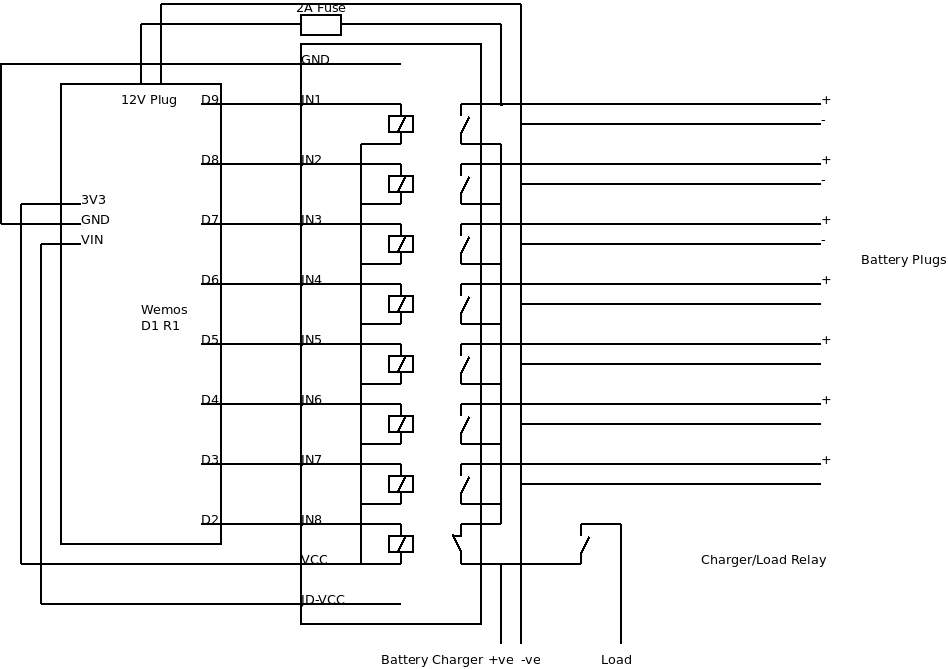 2A Fuse
GND
12V Plug
D9 IN1 +
-
D8 IN2 +
-
3V3
GND
D7 IN3 +
VIN
-
Battery Plugs
D6 IN4 +
Wemos
D1 R1
D5 IN5 +
D4 IN6 +
D3 IN7 +
D2 IN8
VCC
Charger/Load Relay
JD-VCC
Battery Charger +ve -ve
Load